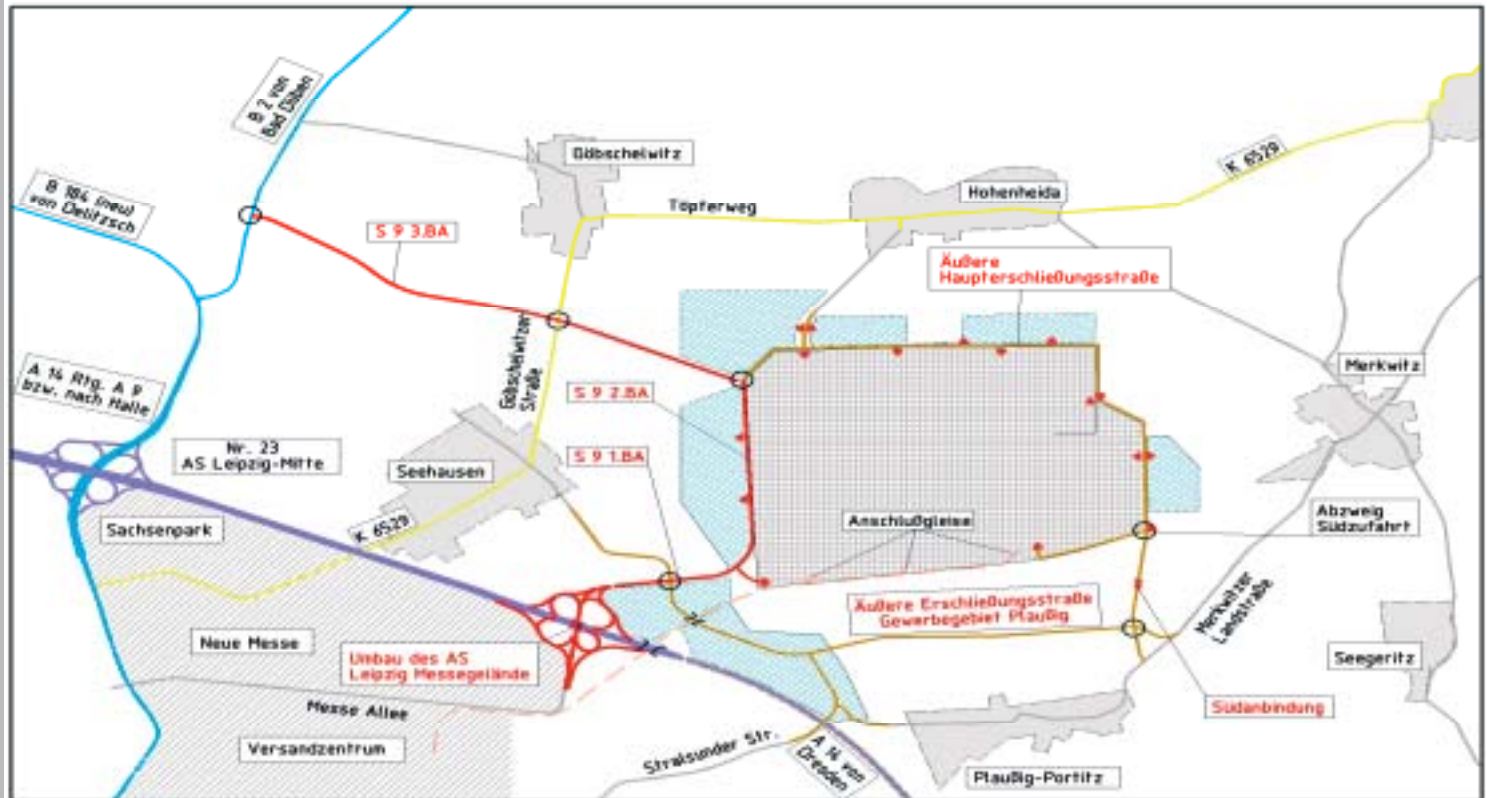 B 2 von
Bad Düben
Göbschelwitz
K 6529
B 184 (neu)
von Delitzsch
Hohenheida
Töpferweg
S 9 3.BA
Äußere
Haupterschließungsstraße
Göbschelwitzer
Straße
A 14 Rtg. A 9
bzw. nach Halle
Merkwitz
S 9 2.BA
Nr. 23
AS Leipzig-Mitte
Seehausen
S 9 1.BA
Sachsenpark
K 6529
Anschlußgleise
Abzweig
Südzufahrt
Äußere Erschließungsstraße
Gewerbegebiet Plaußig
Merkwitzer
Landstraße
Neue Messe
Umbau des AS
Leipzig Messegelände
Seegeritz
Messe Allee
Südanbindung
Versandzentrum
Stralsunder Str.
A 14 von
Dresden
Plaußig-Portitz